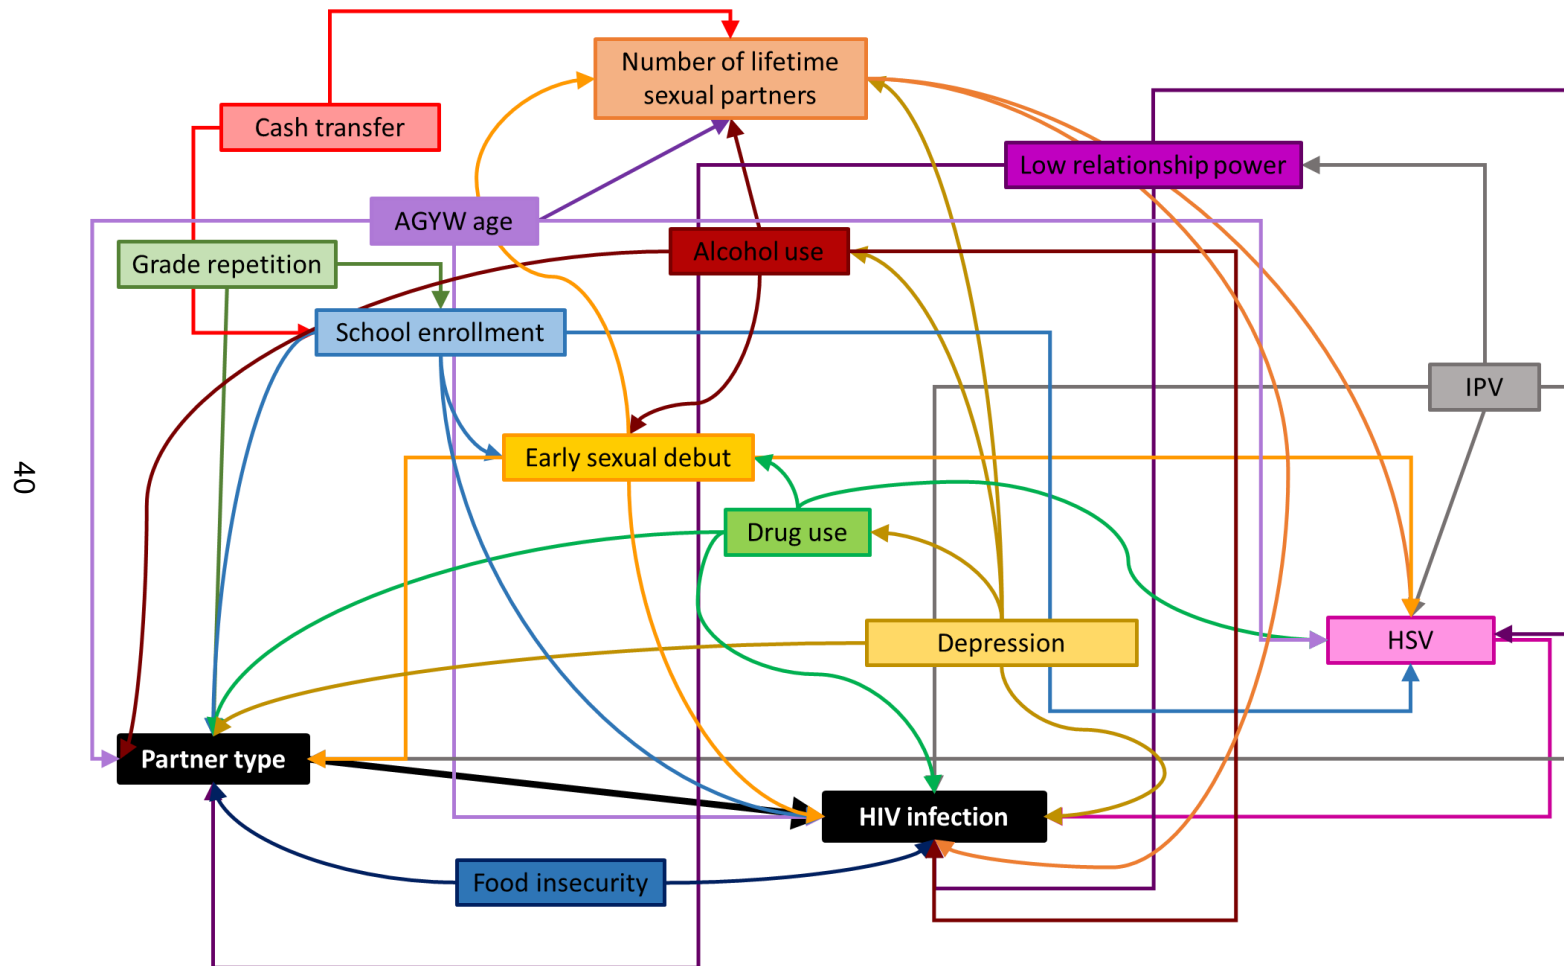 Number of lifetime
sexual partners
Cash transfer
Low relationship power
AGYW age
Alcohol use
Grade repetition
School enrollment
IPV
Early sexual debut
40
Drug use
Depression
HSV
Partner type
HIV infection
Food insecurity